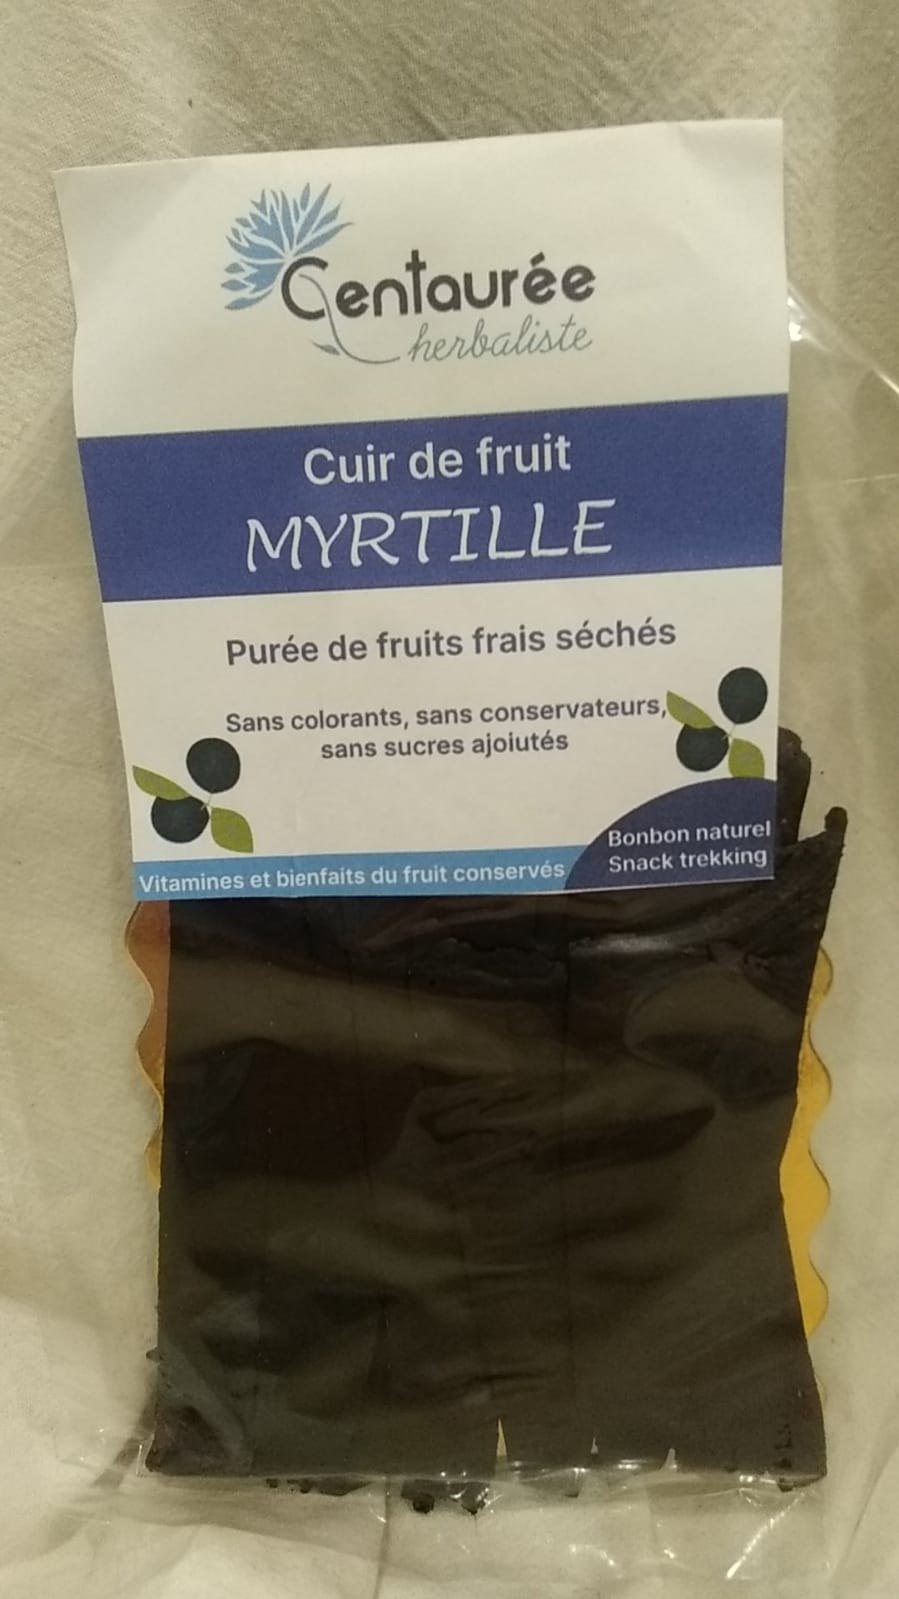 Centaurée
herbaliste
Cuir de fruit
MYRTILLE
Purée de fruits frais séchés
Sans colorants, sans conservateurs,
sans sucres ajoiutés
Bonbon naturel
Snack trekking
Vitamines et bienfaits du fruit conservés